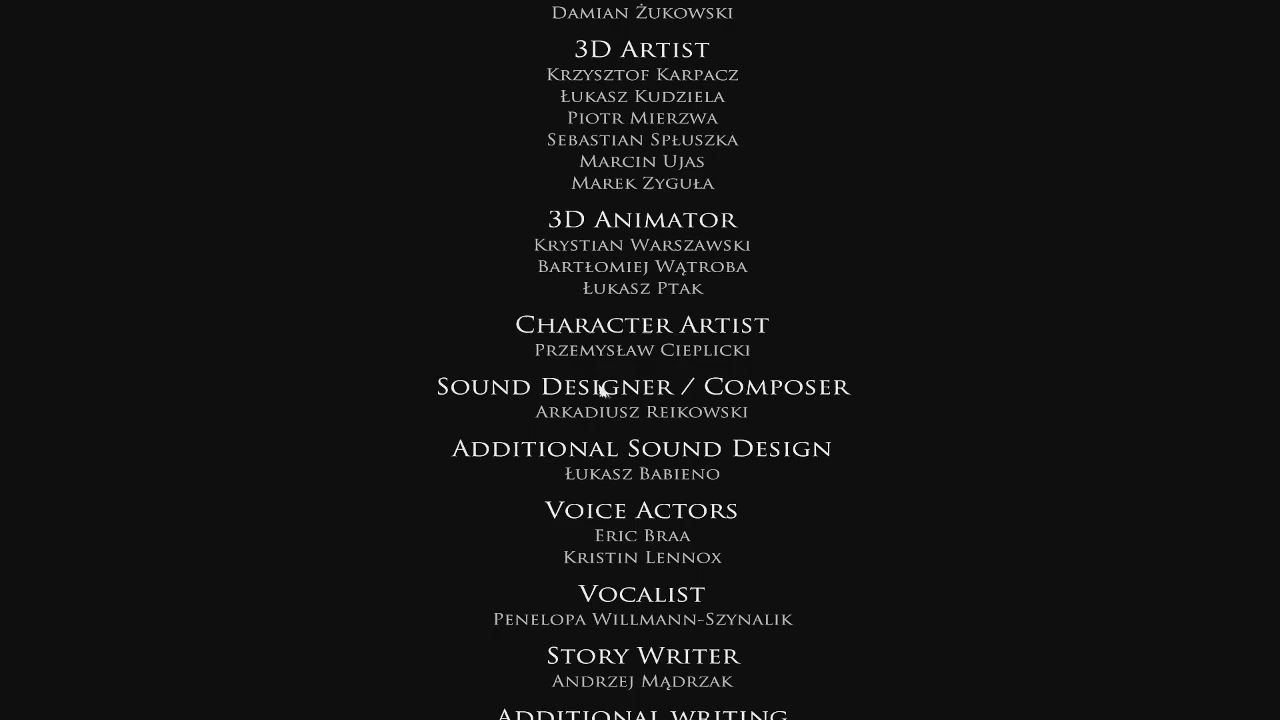 Damian Żukowski
3D Artist
Krzysztof Karpacz
Łukasz Kudziela
Piotr Mierzwa
Sebastian Spłuszka
Marcin Ujas
Marek Zyguła
3D Animator
Krystian Warszawski
Bartłomiej Wątroba
Łukasz Ptak
Character Artist
Przemysław Cieplicki
Sound Designer / Composer
Arkadiusz Reikowski
Additional Sound Design
Łukasz Babieno
Voice Actors
Eric Braa
Kristin Lennox
Vocalist
Penelopa Willmann-Szynalik
Story Writer
Andrzej Mądrzak
Additional writing